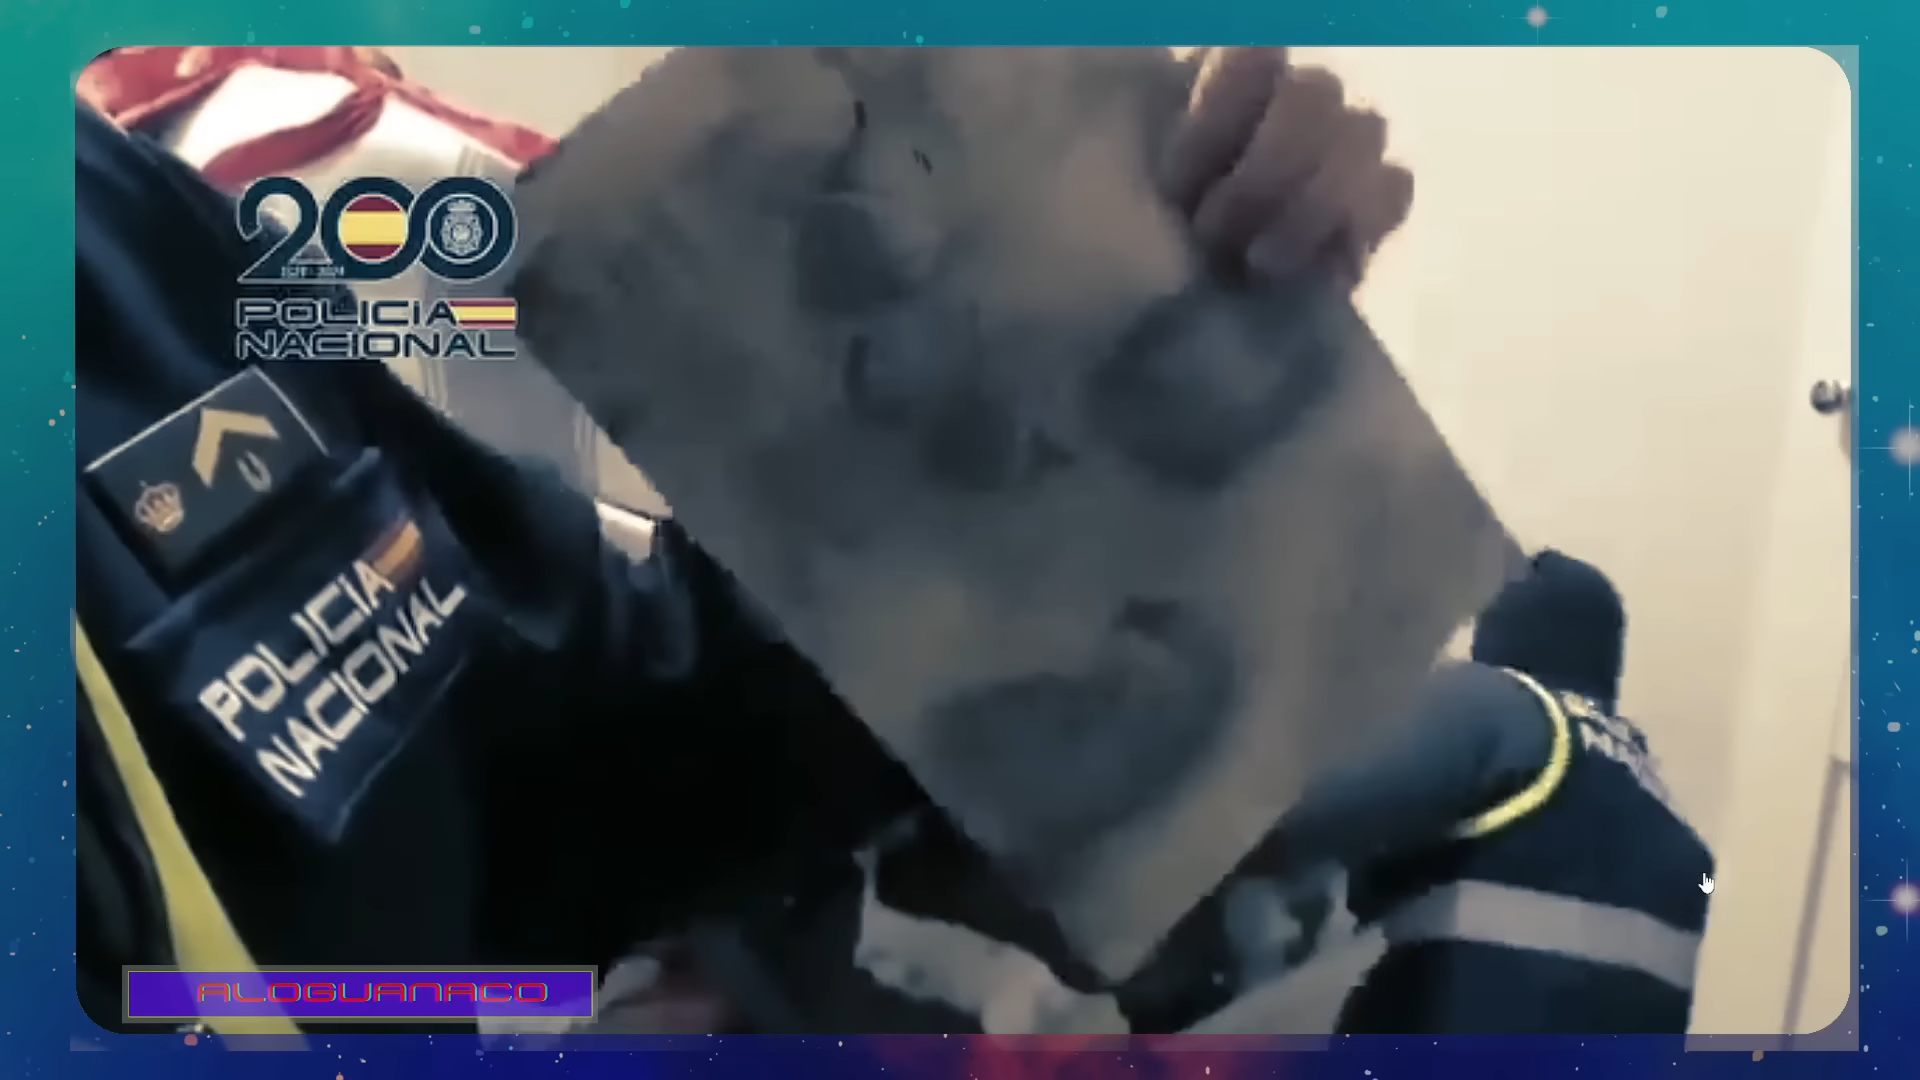 200
POLICIA
NACIONAL
U
POLICIA
NACIONAL
ALOGUANACO